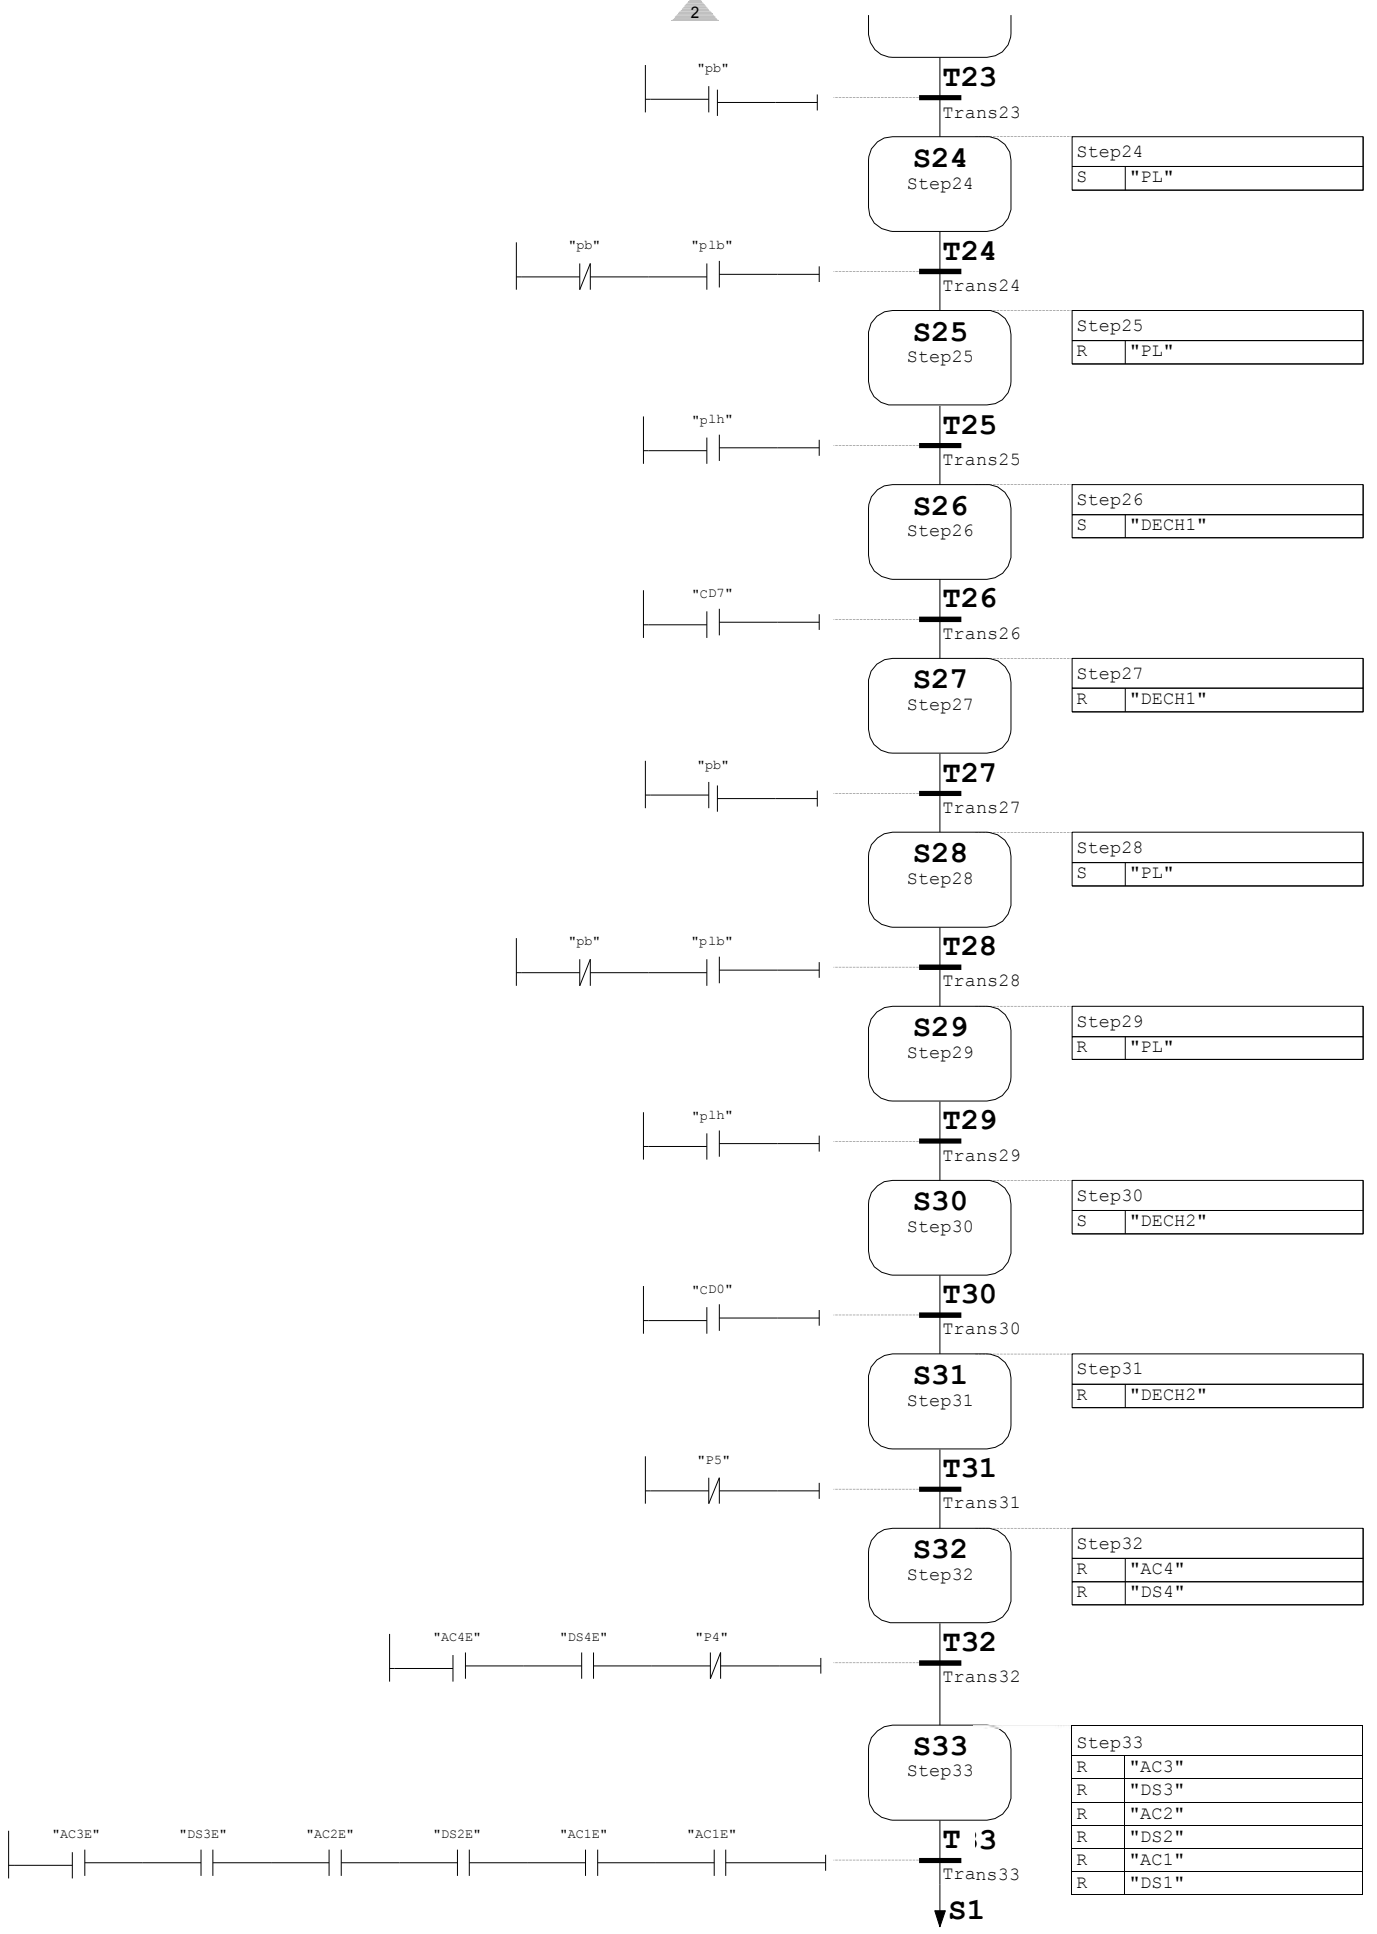 2
"pb"
T23
Trans23
S24
Step24
Step24
S "PL"
"pb" "plb"
T24
Trans24
S25
Step25
Step25
R "PL"
"plh"
T25
Trans25
S26
Step26
Step26
S "DECH1"
"CD7"
T26
Trans26
S27
Step27
Step27
R "DECH1"
"pb"
T27
Trans27
S28
Step28
Step28
S "PL"
"pb" "plb"
T28
Trans28
S29
Step29
Step29
R "PL"
"plh"
T29
Trans29
S30
Step30
Step30
S "DECH2"
"CD0"
T30
Trans30
S31
Step31
Step31
R "DECH2"
"P5"
T31
Trans31
S32
Step32
Step32
R "AC4"
R "DS4"
"AC4E" "DS4E" "P4"
T32
Trans32
S33
Step33
Step33
R "AC3"
R "DS3"
R "AC2"
R "DS2"
R "AC1"
R "DS1"
"AC3E" "DS3E" "AC2E" "DS2E" "AC1E" "AC1E"
Trans33
S1